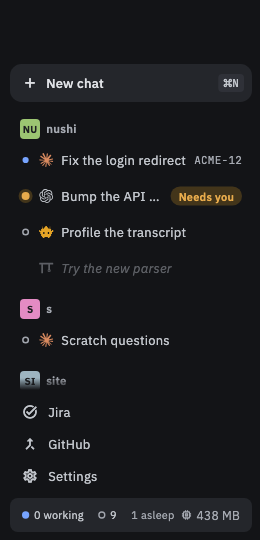 New chat ⌘N
NU nushi
Fix the login redirect ACME-12
Bump the API ... Needs you
Profile the transcript
Try the new parser
S s
Scratch questions
SI site
Jira
GitHub
Settings
0 working 9 1 asleep 438 MB